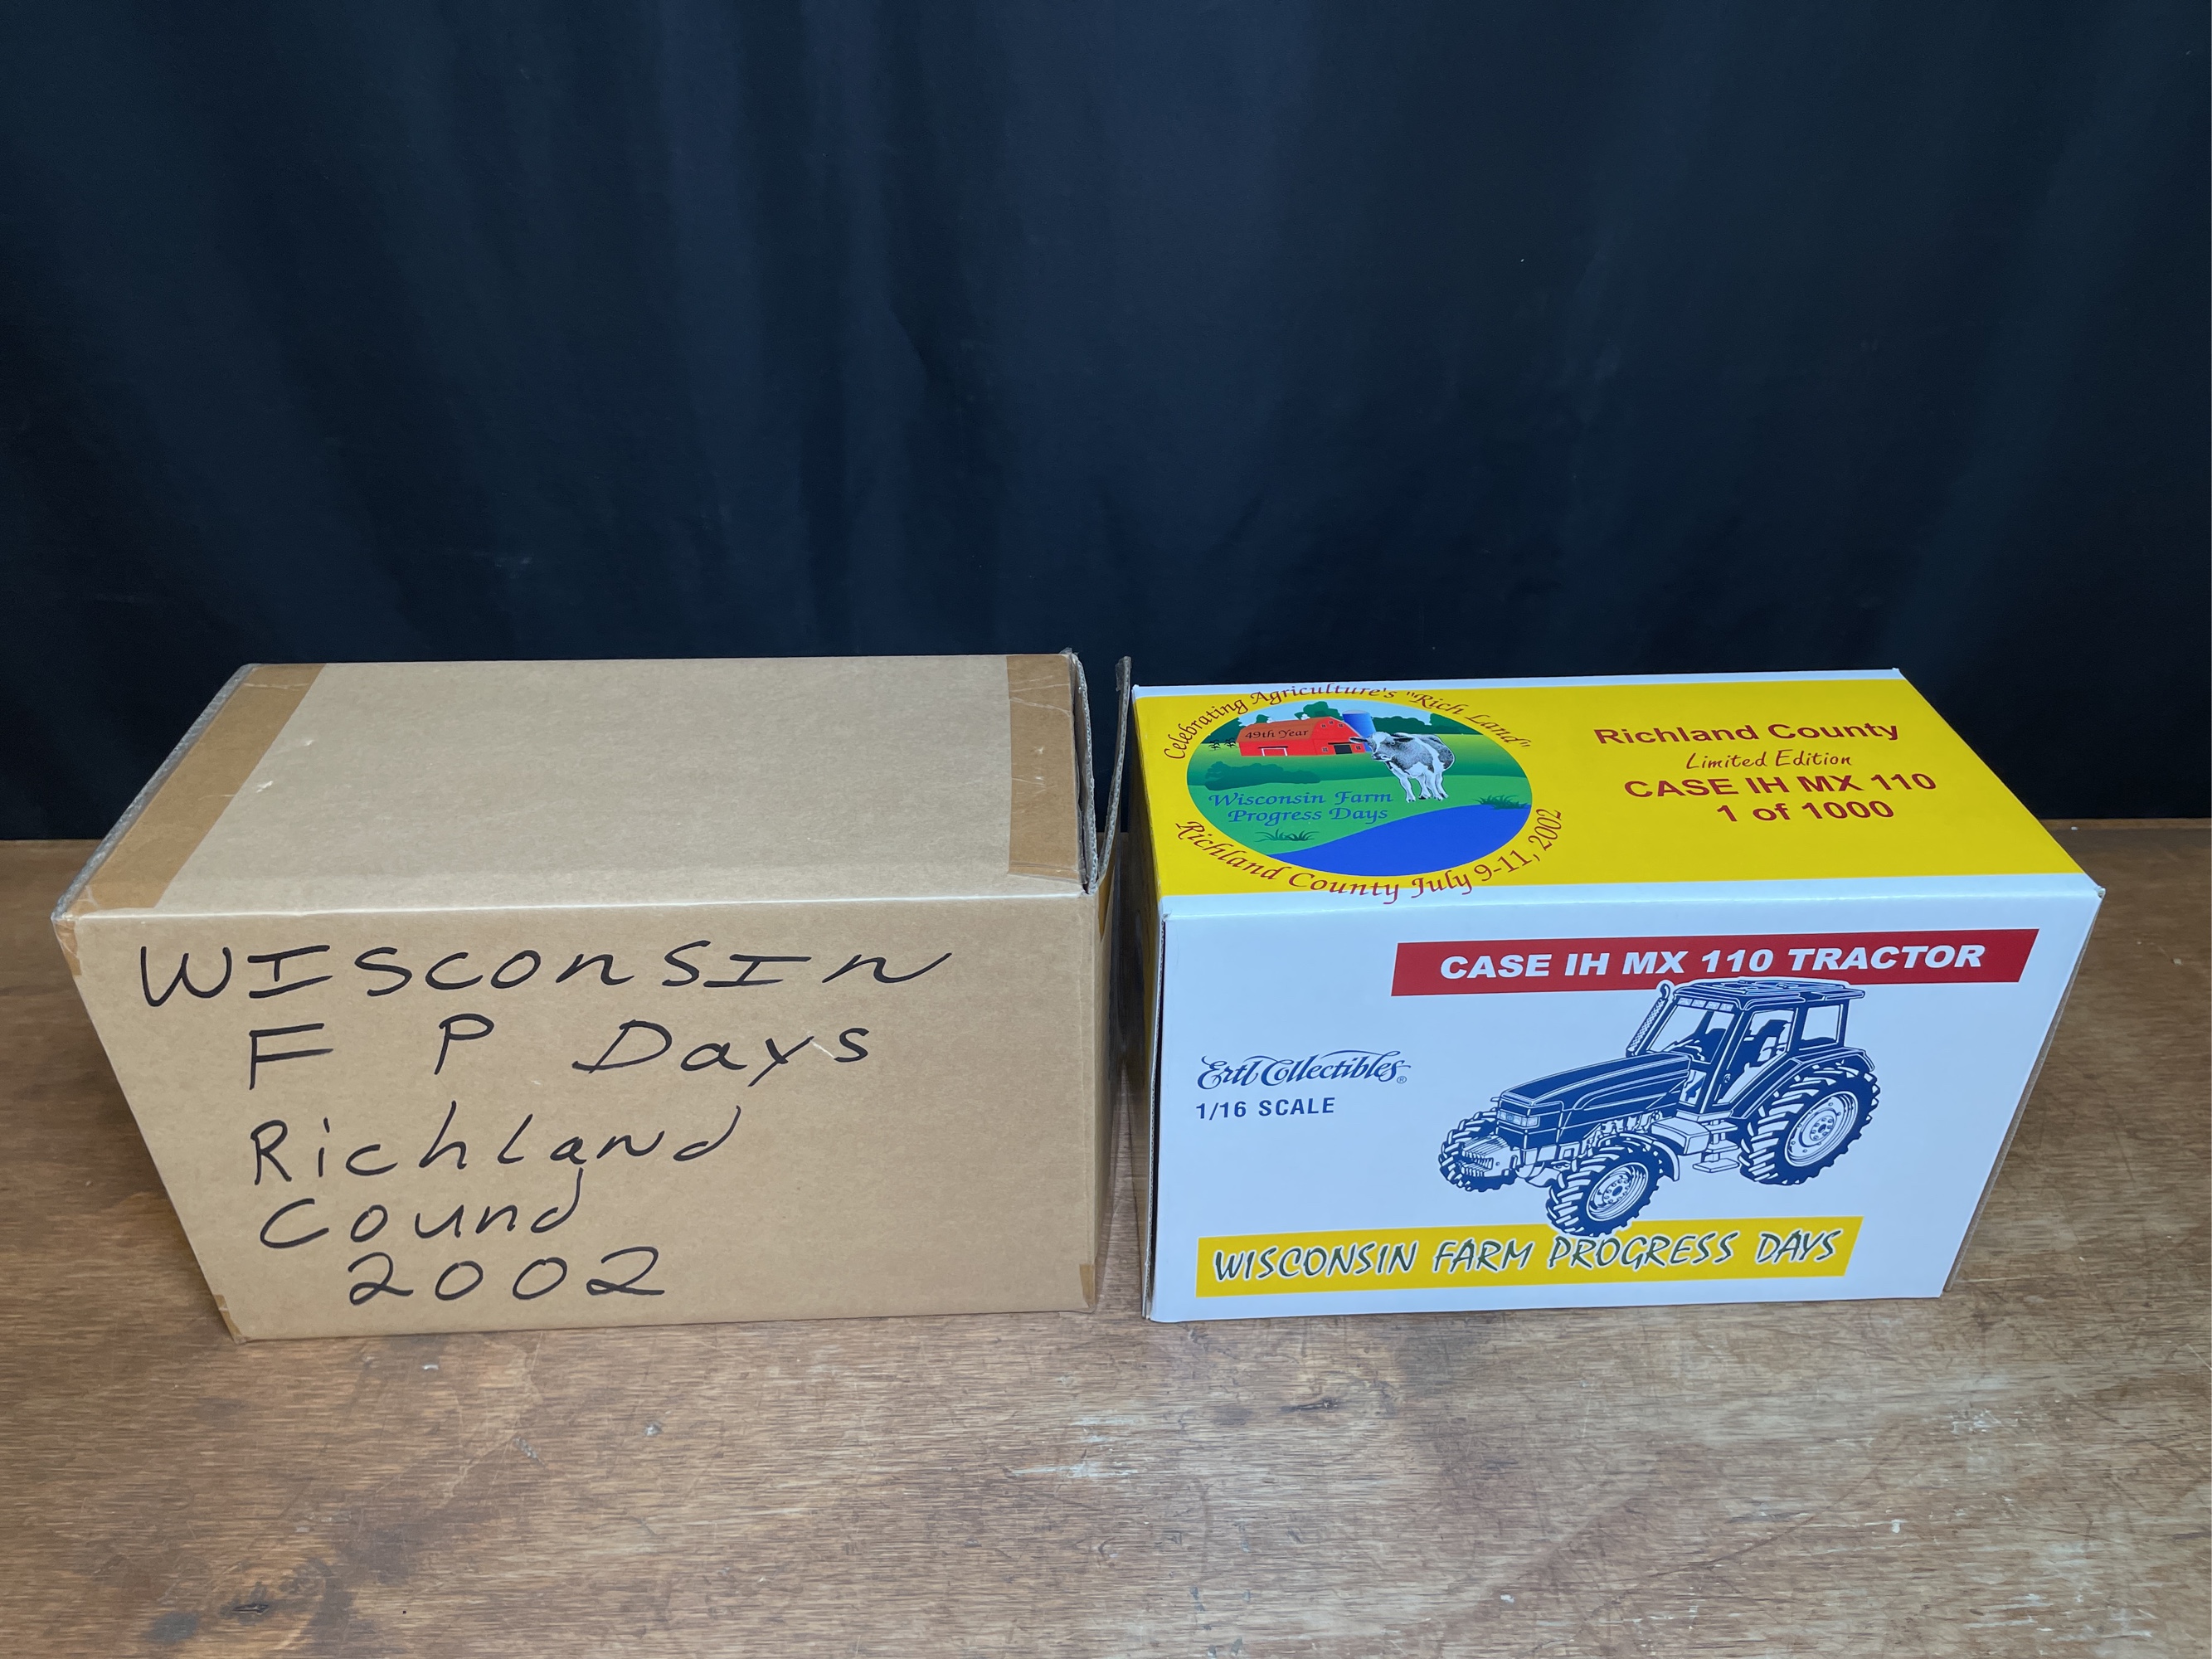 WISconSIn
F P Days
Richland
Cound
2002
Celebrating Agriculture's "Rich Land"
49th Year
Wisconsin Farm
Progress Days
Richland County July 9-11, 2002
Richland County
Limited Edition
CASE IH MX 110
1 of 1000
CASE IH MX 110 TRACTOR
Ertl Collectibles®
1/16 SCALE
WISCONSIN FARM PROGRESS DAYS